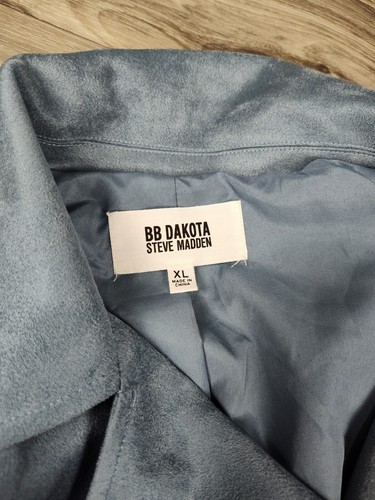 BB DAKOTA
STEVE MADDEN
XL
MADE IN
CHINA